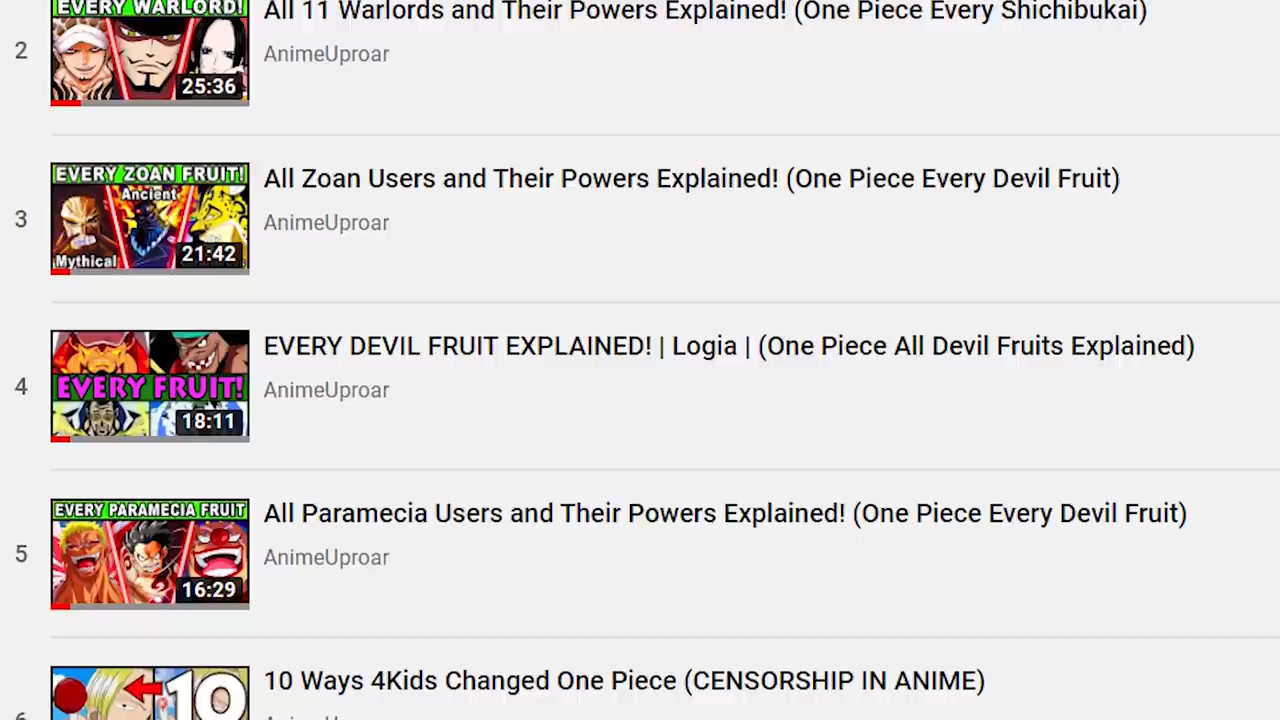 EVERY WARLORD!
All 11 Warlords and Their Powers Explained! (One Piece Every Shichibukai)
2
AnimeUproar
25:36
EVERY ZOAN FRUIT!
All Zoan Users and Their Powers Explained! (One Piece Every Devil Fruit)
Ancient
3
AnimeUproar
Mythical
21:42
EVERY DEVIL FRUIT EXPLAINED! | Logia | (One Piece All Devil Fruits Explained)
4
EVERY FRUIT!
AnimeUproar
18:11
EVERY PARAMECIA FRUIT
All Paramecia Users and Their Powers Explained! (One Piece Every Devil Fruit)
5
AnimeUproar
16:29
10 Ways 4Kids Changed One Piece (CENSORSHIP IN ANIME)
10